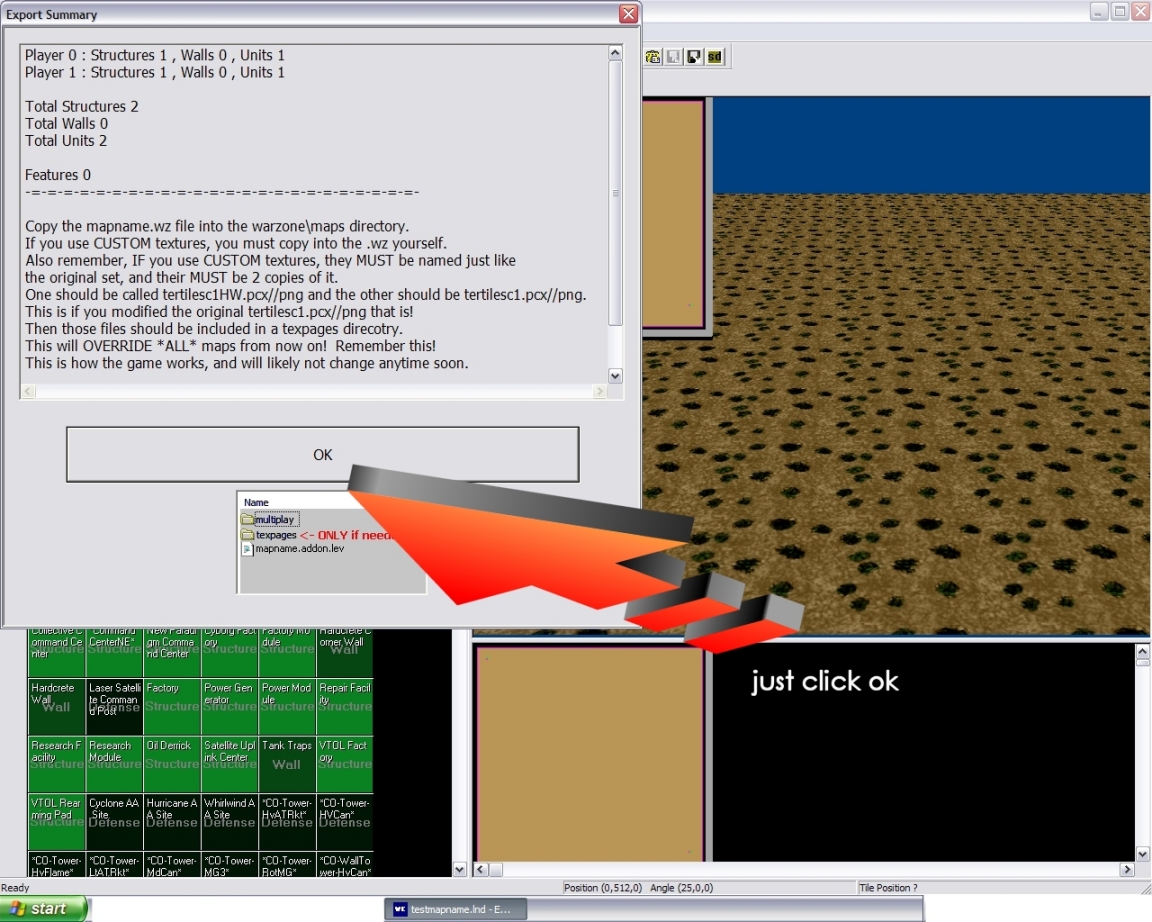 Export Summary
Player 0 : Structures 1 , Walls 0 , Units 1
Player 1 : Structures 1 , Walls 0 , Units 1
Total Structures 2
Total Walls 0
Total Units 2
Features 0
-=-=-=-=-=-=-=-=-=-=-=-=-=-=-=-=-=-=-=-=-=-=-=-=-
Copy the mapname.wz file into the warzone\maps directory.
If you use CUSTOM textures, you must copy into the .wz yourself.
Also remember, IF you use CUSTOM textures, they MUST be named just like
the original set, and their MUST be 2 copies of it.
One should be called tertilesc1HW.pcx//png and the other should be tertilesc1.pcx//png.
This is if you modified the original tertilesc1.pcx//png that is!
Then those files should be included in a texpages direcotry.
This will OVERRIDE *ALL* maps from now on!  Remember this!
This is how the game works, and will likely not change anytime soon.
OK
Name
multiplay
texpages <- ONLY if need
mapname.addon.lev
sd
Collective Command Center
Structure
Command CenterNE*
Structure
New Paradigm Command Center
Structure
Cyborg Factory
Structure
Factory Module
Structure
Hardcrete Corner Wall
Wall
Hardcrete Wall
Wall
Laser Satellite Command Post
Defense
Factory
Structure
Power Generator
Structure
Power Module
Structure
Repair Facility
Structure
Research Facility
Structure
Research Module
Structure
Oil Derrick
Structure
Satellite Uplink Center
Structure
Tank Traps
Wall
VTOL Factory
Structure
VTOL Rearming Pad
Structure
Cyclone AA Site
Defense
Hurricane AA Site
Defense
Whirlwind AA Site
Defense
*CO-Tower-HvATRkt*
Defense
*CO-Tower-HVCan*
Defense
*CO-Tower-HvFlame*
*CO-Tower-LtATRkt*
*CO-Tower-MdCan*
*CO-Tower-MG3*
*CO-Tower-RotMG*
*CO-WallTower-HvCan*
just click ok
Ready
Position (0,512,0)   Angle (25,0,0)
Tile Position ?
start
WE
testmapname.lnd - E...